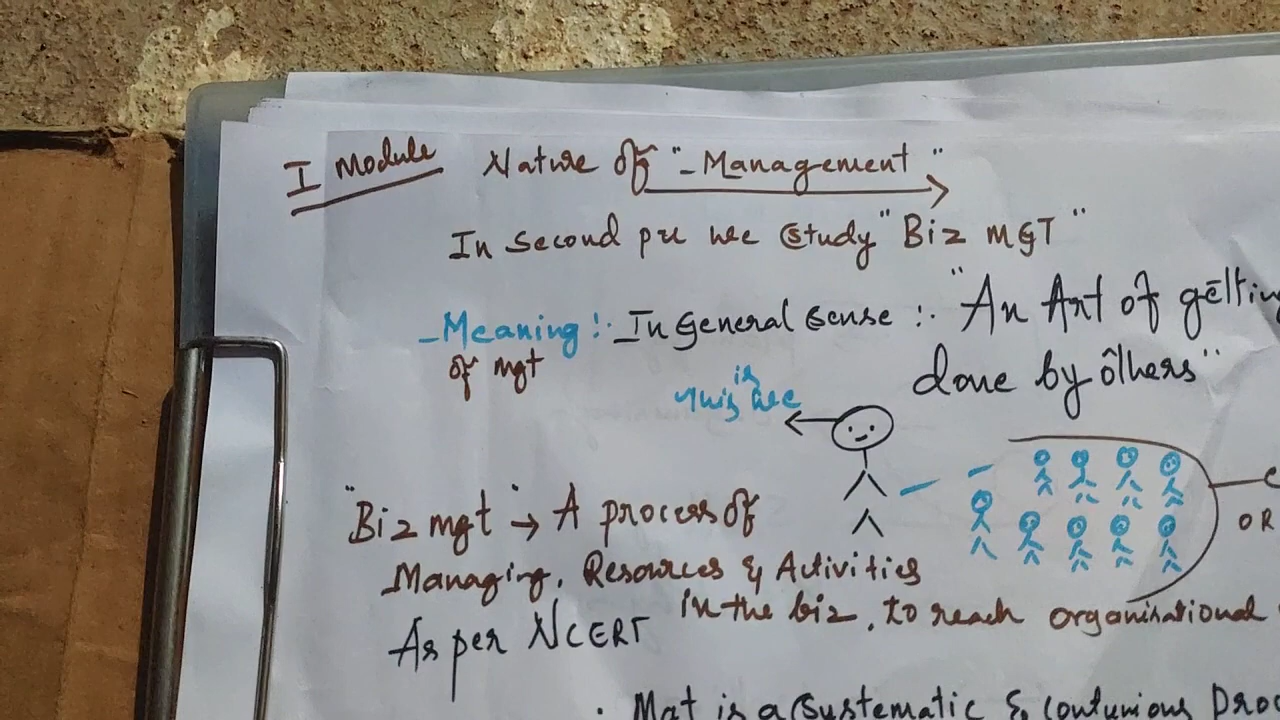 I Module Nature of "Management"
In Second pu we study "Biz MGT"
Meaning :- In General sense :- "An Art of getting
of mgt
done by others"
is
this we
"Biz mgt" → A process of
Managing, Resources & Activities
in the biz, to reach organisational
As per NCERT
OR
. Mgt is a systematic & contunious